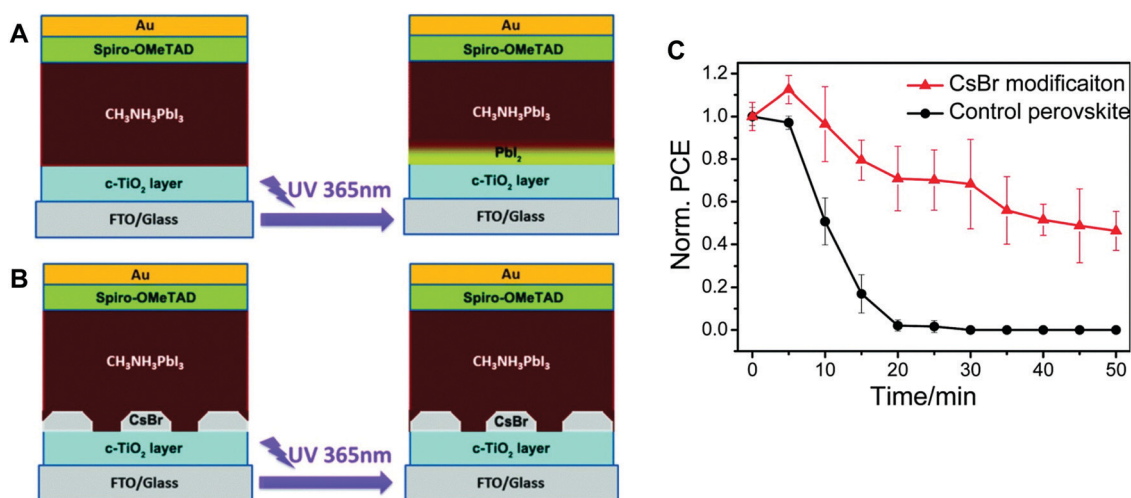 A
Au
Spiro-OMeTAD
CH₃NH₃PbI₃
c-TiO₂ layer
FTO/Glass
UV 365nm
Au
Spiro-OMeTAD
CH₃NH₃PbI₃
PbI₂
c-TiO₂ layer
FTO/Glass
B
Au
Spiro-OMeTAD
CH₃NH₃PbI₃
CsBr
c-TiO₂ layer
FTO/Glass
UV 365nm
Au
Spiro-OMeTAD
CH₃NH₃PbI₃
CsBr
c-TiO₂ layer
FTO/Glass
C
CsBr modificaiton
Control perovskite
Norm. PCE
1.2
1.0
0.8
0.6
0.4
0.2
0.0
0 10 20 30 40 50
Time/min